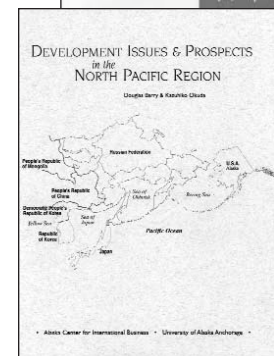 DEVELOPMENT ISSUES & PROSPECTS
in the
NORTH PACIFIC REGION
Douglas Barry & Kazuhiko Okuda
Russian Federation
People's Republic
of Mongolia
U.S.A.
Alaska
People's Republic
of China
Sea of
Okhotsk
Bering Sea
Democratic People's
Republic of Korea
Sea of
Japan
Yellow Sea
Pacific Ocean
Republic
of Korea
Japan
• Alaska Center for International Business • University of Alaska Anchorage •